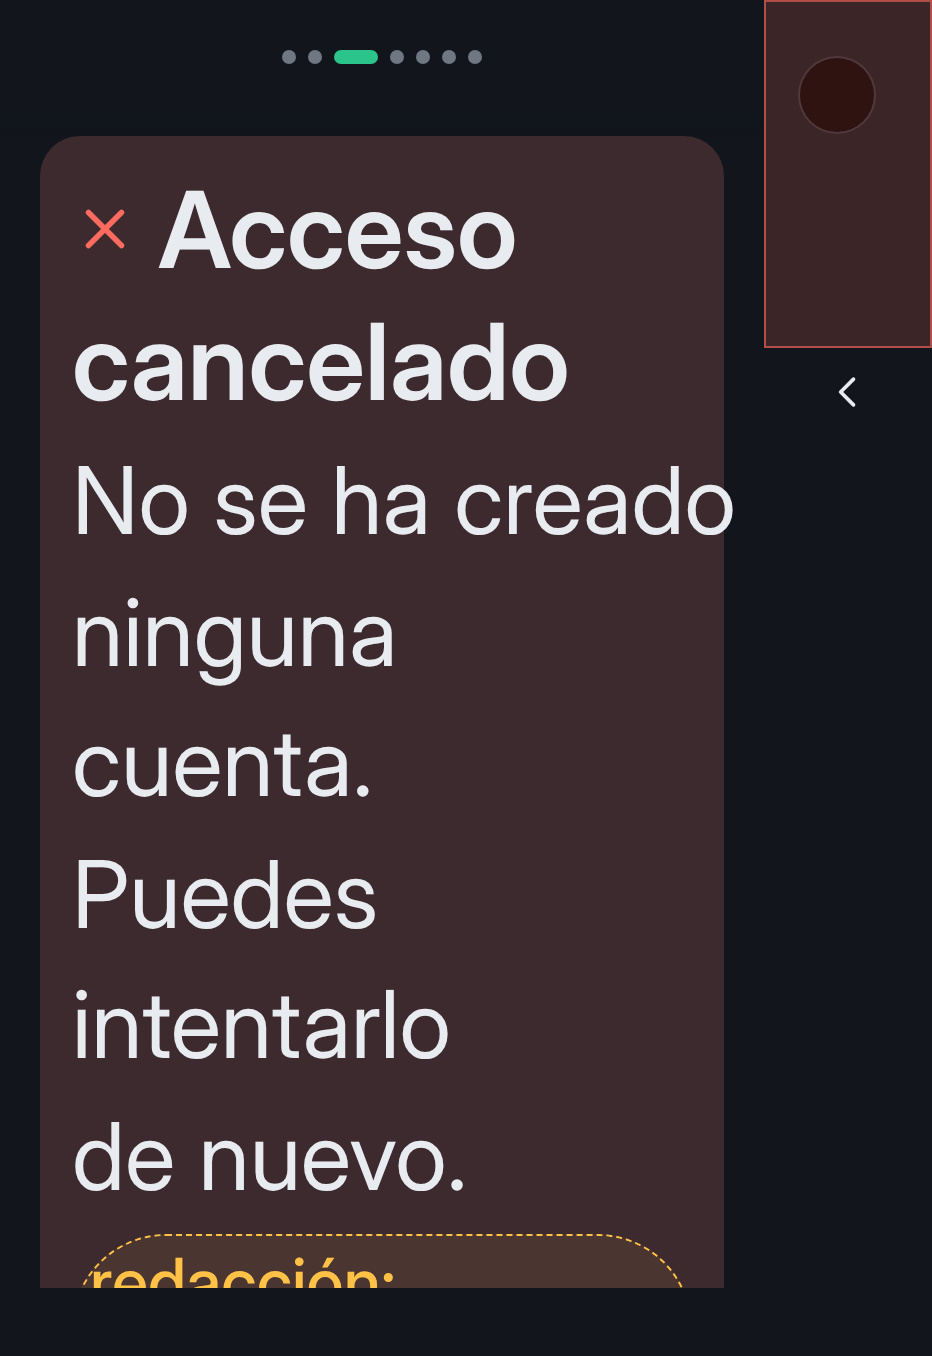 Acceso
cancelado
No se ha creado
ninguna
cuenta.
Puedes
intentarlo
de nuevo.
redacción: